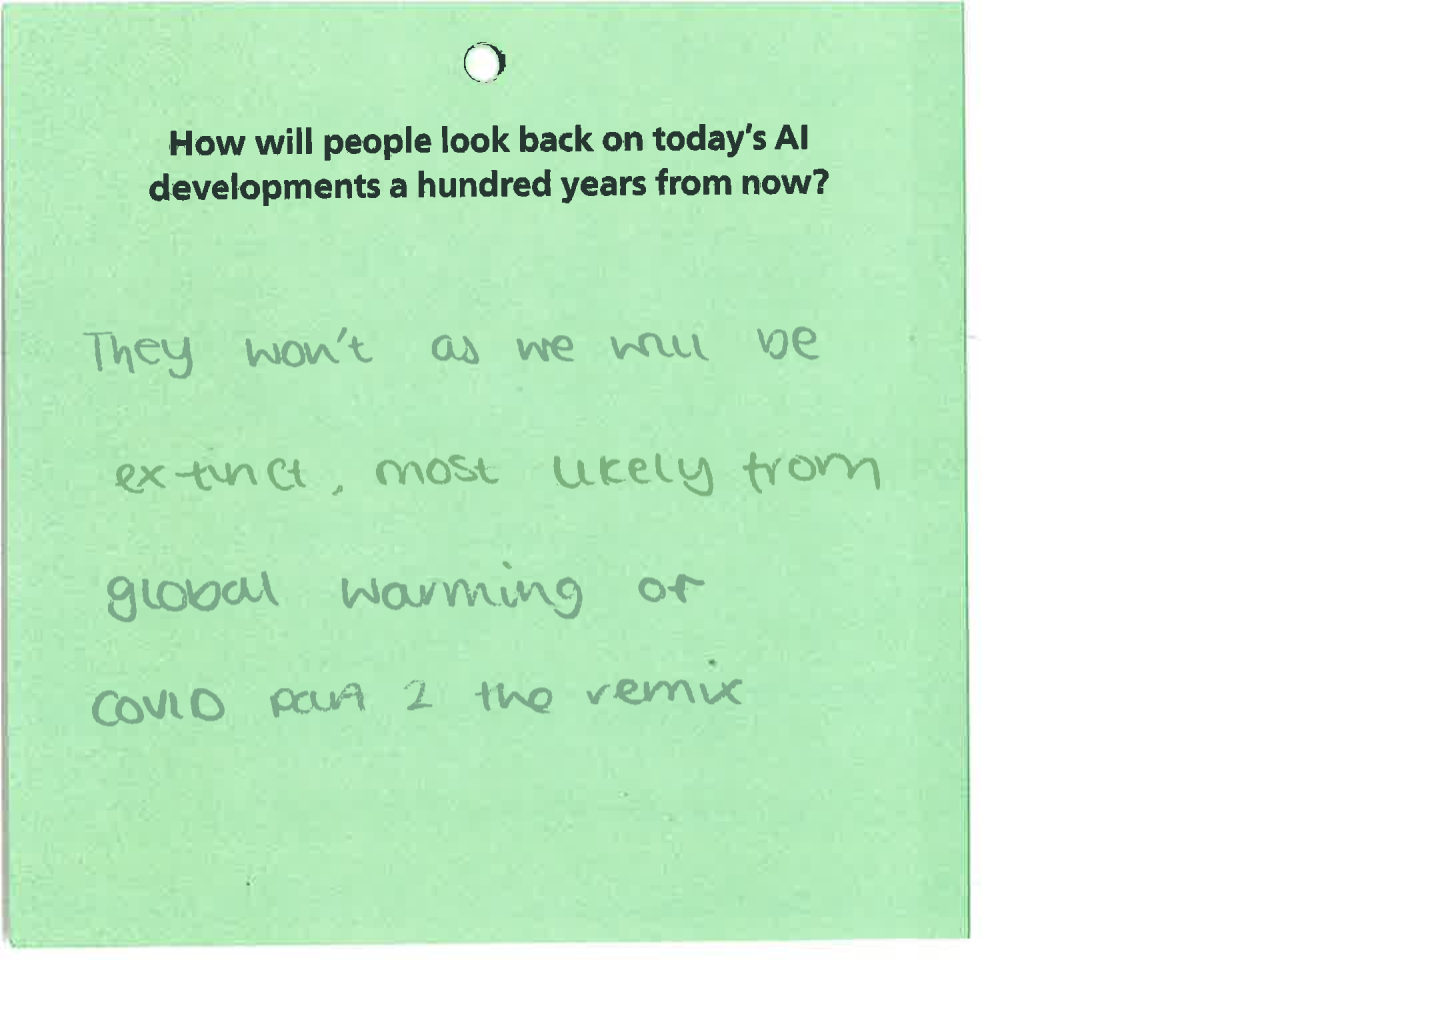 How will people look back on today's AI
developments a hundred years from now?
They won't as we will be
extinct, most likely from
global warming or
COVID part 2 the remix